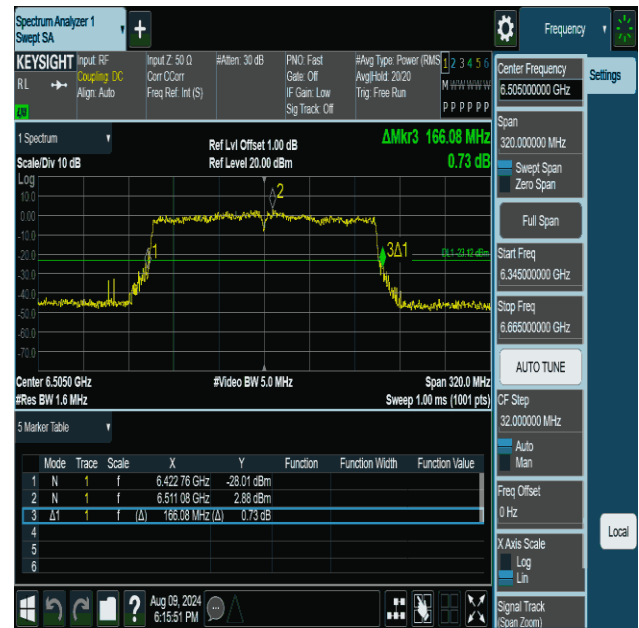 Spectrum Analyzer 1
Swept SA
Frequency
KEYSIGHT
RL
Input: RF
Coupling: DC
Align: Auto
Input Z: 50 Ω
Corr CCorr
Freq Ref: Int (S)
#Atten: 30 dB
PNO: Fast
Gate: Off
IF Gain: Low
Sig Track: Off
#Avg Type: Power (RMS
Avg|Hold: 20/20
Trig: Free Run
1 2 3 4 5 6
M W W W W W
P P P P P P
1 Spectrum
Scale/Div 10 dB
Ref Lvl Offset 1.00 dB
Ref Level 20.00 dBm
ΔMkr3 166.08 MHz
0.73 dB
Log
10.0
0.00
-10.0
-20.0
-30.0
-40.0
-50.0
-60.0
-70.0
2
1
3Δ1
DL1 -23.12 dBm
Center 6.5050 GHz
#Res BW 1.6 MHz
#Video BW 5.0 MHz
Span 320.0 MHz
Sweep 1.00 ms (1001 pts)
5 Marker Table
Mode Trace Scale X Y Function Function Width Function Value
1 N 1 f 6.422 76 GHz -28.01 dBm
2 N 1 f 6.511 08 GHz 2.88 dBm
3 Δ1 1 f (Δ) 166.08 MHz (Δ) 0.73 dB
4
5
6
Aug 09, 2024
6:15:51 PM
Center Frequency
6.505000000 GHz
Span
320.000000 MHz
Swept Span
Zero Span
Full Span
Start Freq
6.345000000 GHz
Stop Freq
6.665000000 GHz
AUTO TUNE
CF Step
32.000000 MHz
Auto
Man
Freq Offset
0 Hz
X Axis Scale
Log
Lin
Signal Track
(Span Zoom)
Settings
Local